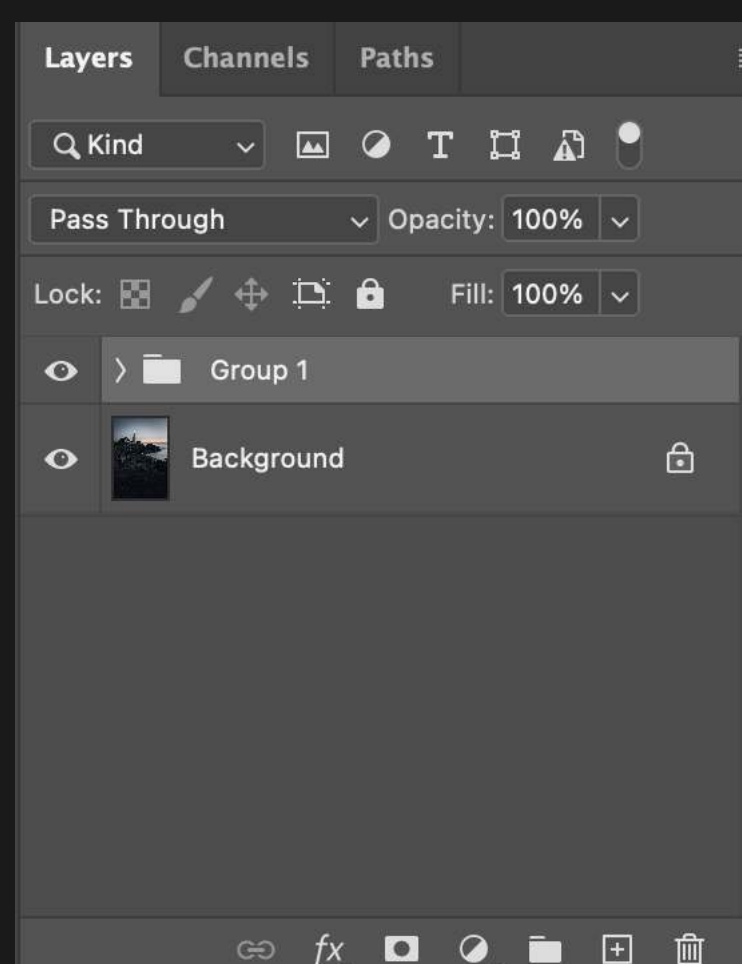 Layers Channels Paths
Kind
Pass Through Opacity: 100%
Lock: Fill: 100%
Group 1
Background
fx